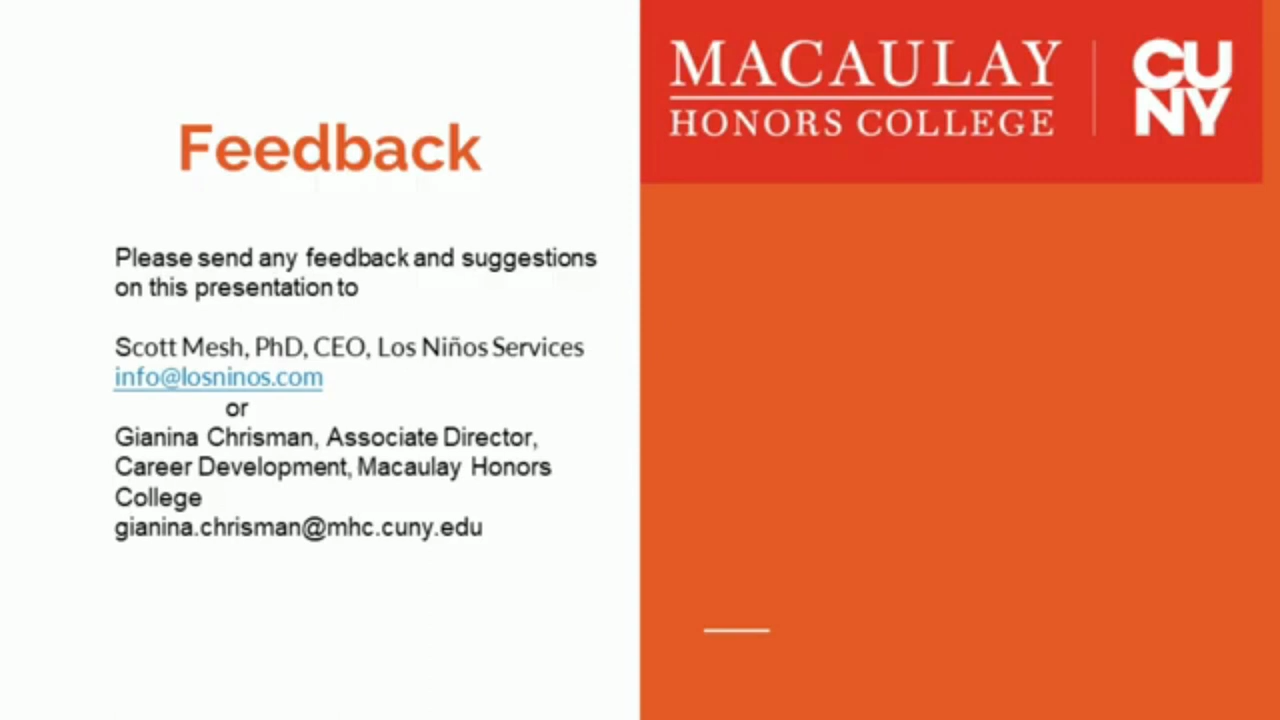 Feedback
Please send any feedback and suggestions
on this presentation to
Scott Mesh, PhD, CEO, Los Niños Services
info@losninos.com
or
Gianina Chrisman, Associate Director,
Career Development, Macaulay Honors
College
gianina.chrisman@mhc.cuny.edu
MACAULAY
HONORS COLLEGE
CU
NY